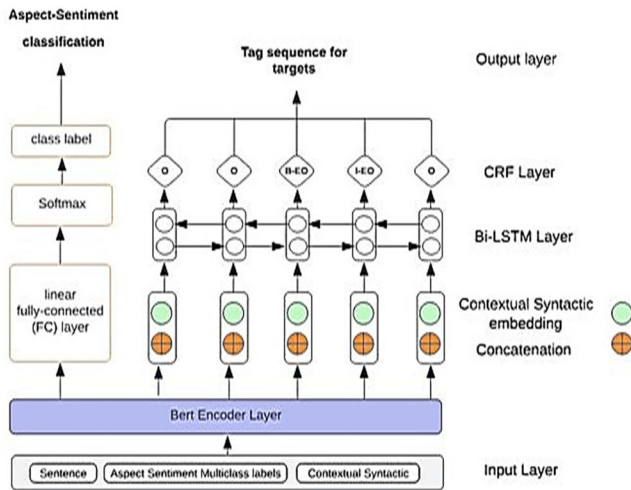 Aspect-Sentiment
classification
Tag sequence for
targets
Output layer
class label
O
O
B-EO
I-EO
O
CRF Layer
Softmax
Bi-LSTM Layer
linear
fully-connected
(FC) layer
Contextual Syntactic
embedding
Concatenation
Bert Encoder Layer
Sentence
Aspect Sentiment Multiclass labels
Contextual Syntactic
Input Layer